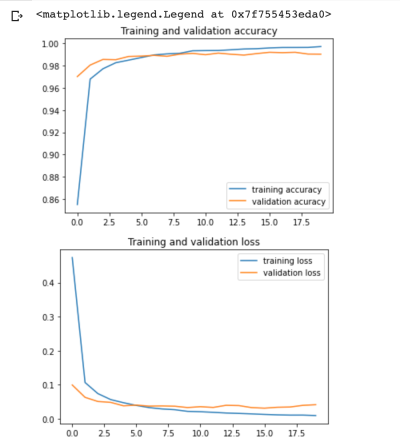 <matplotlib.legend.Legend at 0x7f755453eda0>
Training and validation accuracy
1.00
0.98
0.96
0.94
0.92
0.90
0.88
0.86
training accuracy
validation acuracy
0.0 2.5 5.0 7.5 10.0 12.5 15.0 17.5
Training and validation loss
training loss
validation loss
0.4
0.3
0.2
0.1
0.0
0.0 2.5 5.0 7.5 10.0 12.5 15.0 17.5